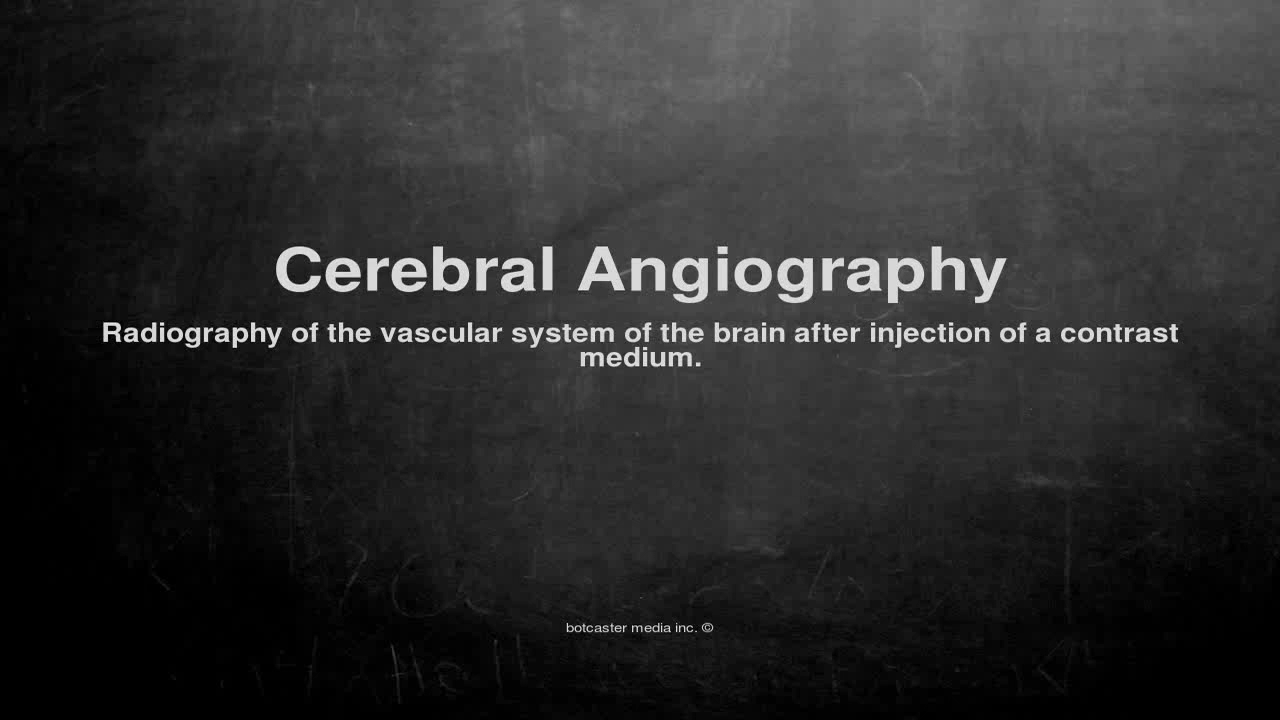 Cerebral Angiography
Radiography of the vascular system of the brain after injection of a contrast
medium.
botcaster media inc. ©